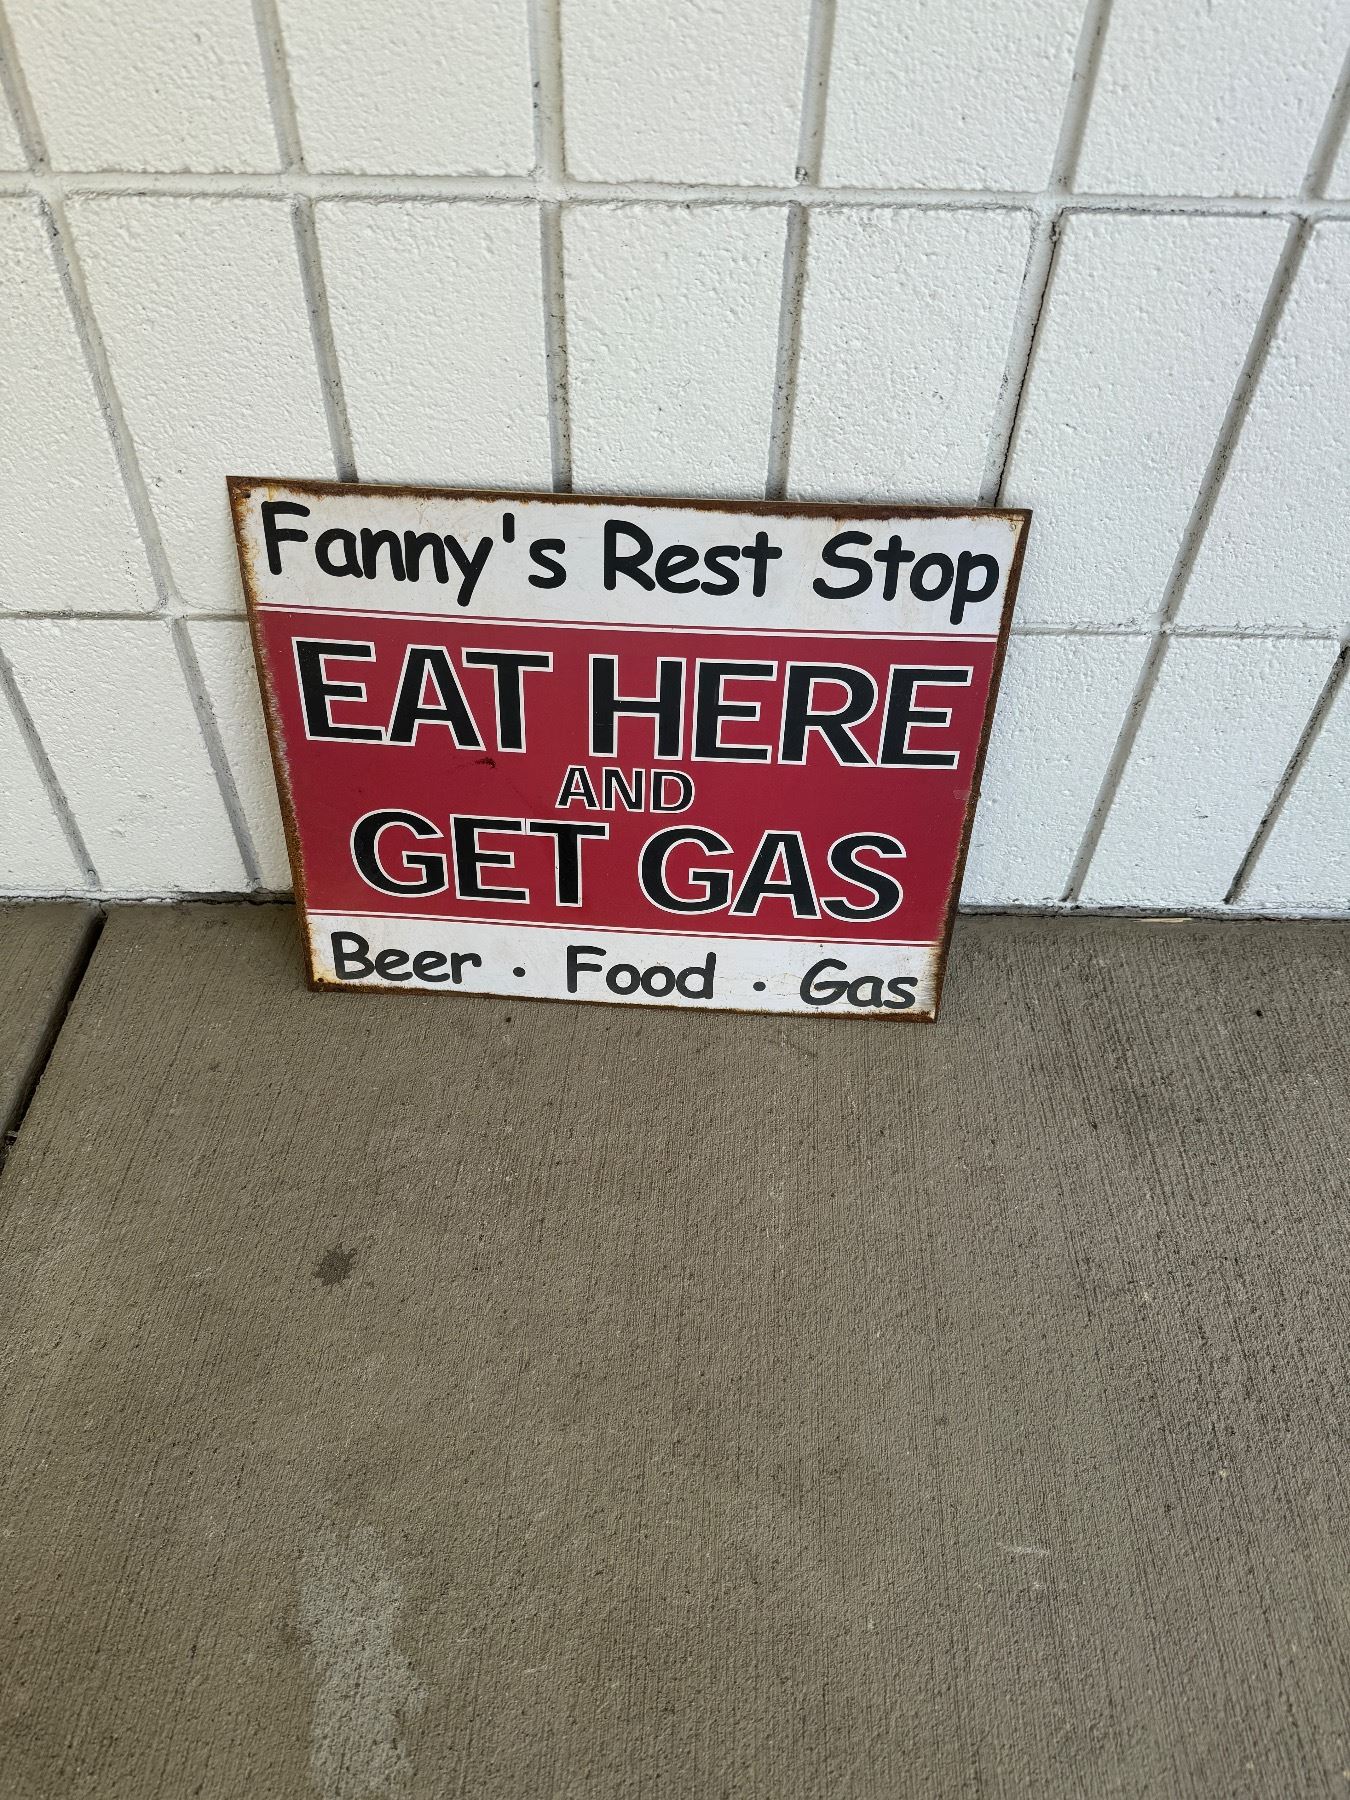 Fanny's Rest Stop
EAT HERE
AND
GET GAS
Beer · Food · Gas